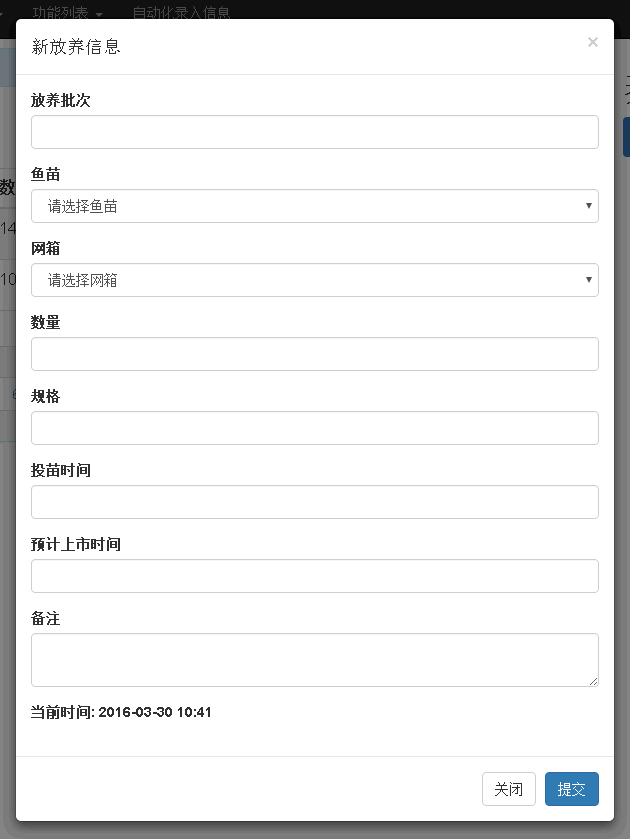 功能列表 自动化录入信息
新放养信息 ×
放养批次
鱼苗
请选择鱼苗
网箱
请选择网箱
数量
规格
投苗时间
预计上市时间
备注
当前时间: 2016-03-30 10:41
关闭 提交
数
14
10